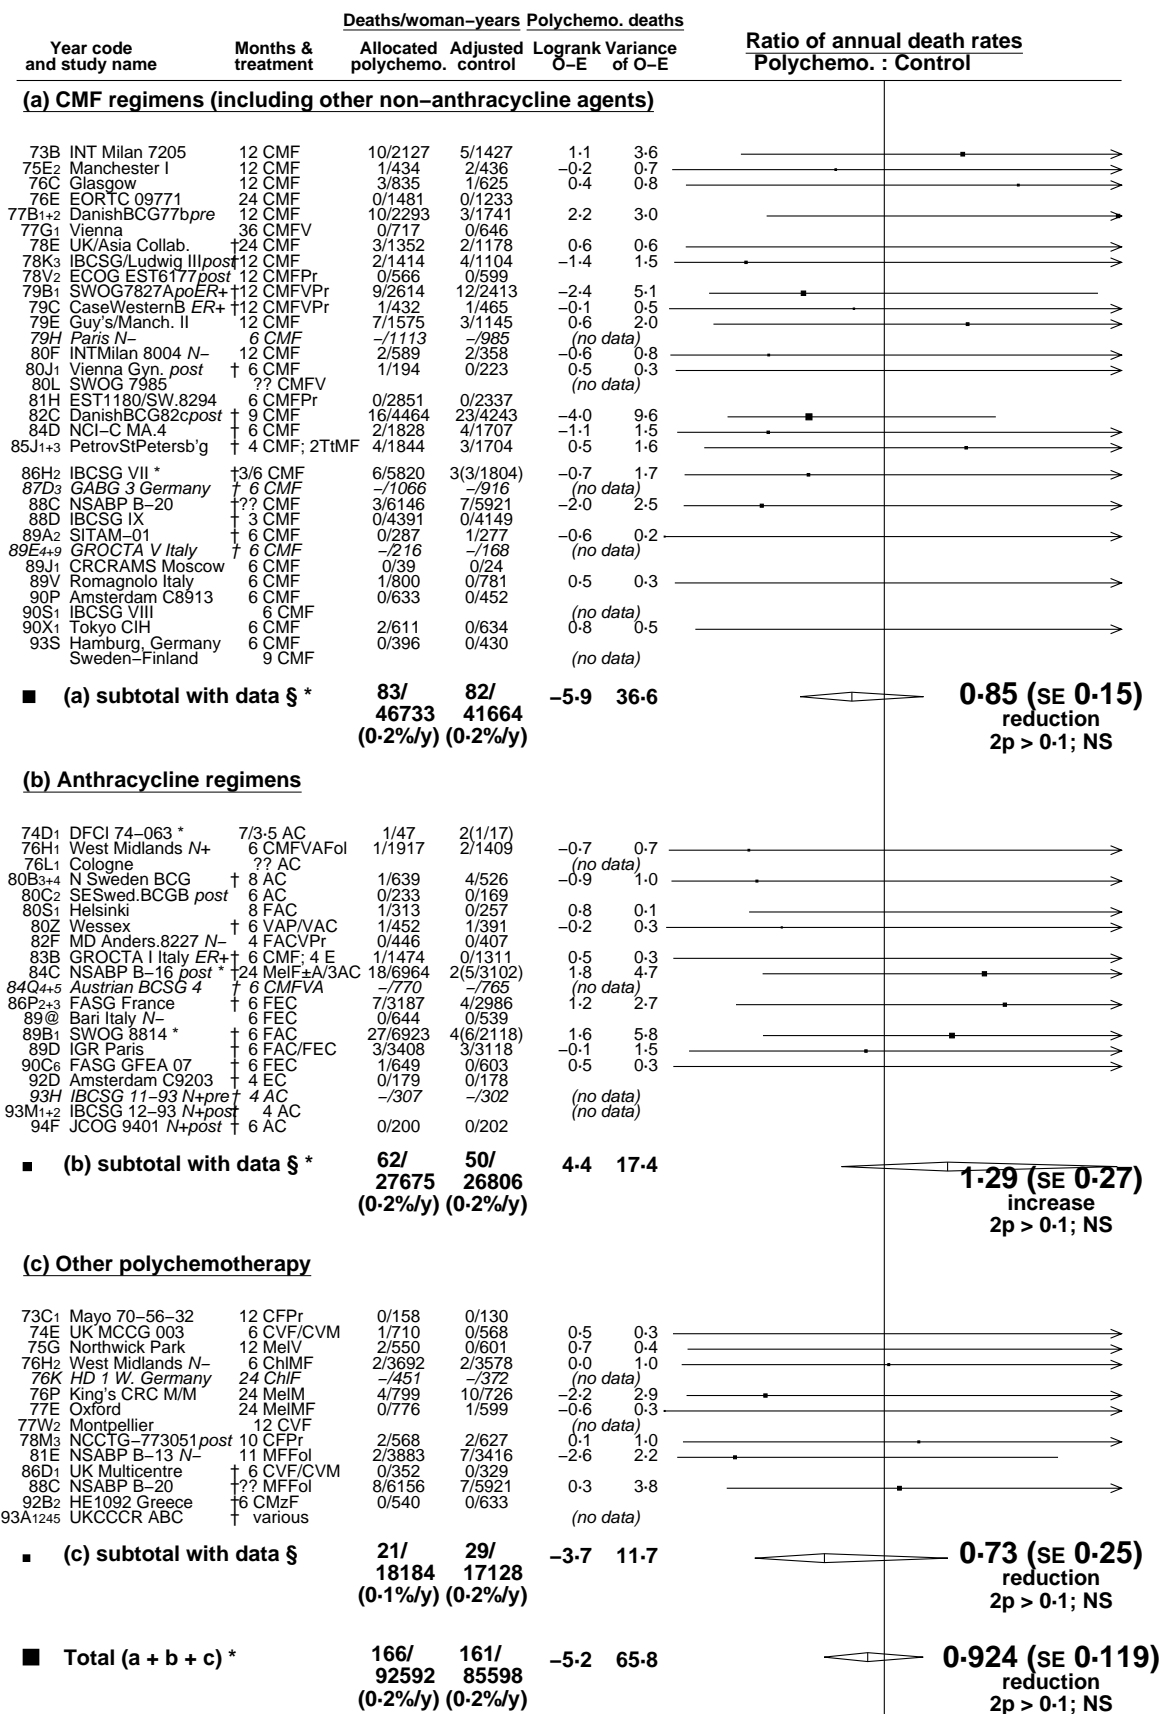 Deaths/woman−years Polychemo. deaths
Year code and study name Months & treatment Allocated polychemo. Adjusted control Logrank O−E Variance of O−E Ratio of annual death rates Polychemo. : Control
(a) CMF regimens (including other non−anthracycline agents)
73B INT Milan 7205 12 CMF 10/2127 5/1427 1·1 3·6
75E2 Manchester I 12 CMF 1/434 2/436 −0·2 0·7
76C Glasgow 12 CMF 3/835 1/625 0·4 0·8
76E EORTC 09771 24 CMF 0/1481 0/1233
77B1+2 DanishBCG77bpre 12 CMF 10/2293 3/1741 2·2 3·0
77G1 Vienna 36 CMFV 0/717 0/646
78E UK/Asia Collab. †24 CMF 3/1352 2/1178 0·6 0·6
78K3 IBCSG/Ludwig IIIpost †12 CMF 2/1414 4/1104 −1·4 1·5
78V2 ECOG EST6177post 12 CMFPr 0/566 0/599
79B1 SWOG7827ApoER+ †12 CMFVPr 9/2614 12/2413 −2·4 5·1
79C CaseWesternB ER+ †12 CMFVPr 1/432 1/465 −0·1 0·5
79E Guy's/Manch. II 12 CMF 7/1575 3/1145 0·6 2·0
79H Paris N− 6 CMF −/1113 −/985 (no data)
80F INTMilan 8004 N− 12 CMF 2/589 2/358 −0·6 0·8
80J1 Vienna Gyn. post † 6 CMF 1/194 0/223 0·5 0·3
80L SWOG 7985 ?? CMFV (no data)
81H EST1180/SW.8294 6 CMFPr 0/2851 0/2337
82C DanishBCG82cpost † 9 CMF 16/4464 23/4243 −4·0 9·6
84D NCI−C MA.4 † 6 CMF 2/1828 4/1707 −1·1 1·5
85J1+3 PetrovStPetersb'g † 4 CMF; 2TtMF 4/1844 3/1704 0·5 1·6
86H2 IBCSG VII * †3/6 CMF 6/5820 3(3/1804) −0·7 1·7
87D3 GABG 3 Germany † 6 CMF −/1066 −/916 (no data)
88C NSABP B−20 †?? CMF 3/6146 7/5921 −2·0 2·5
88D IBCSG IX † 3 CMF 0/4391 0/4149
89A2 SITAM−01 † 6 CMF 0/287 1/277 −0·6 0·2
89E4+9 GROCTA V Italy † 6 CMF −/216 −/168 (no data)
89J1 CRCRAMS Moscow 6 CMF 0/39 0/24
89V Romagnolo Italy 6 CMF 1/800 0/781 0·5 0·3
90P Amsterdam C8913 6 CMF 0/633 0/452
90S1 IBCSG VIII 6 CMF (no data)
90X1 Tokyo CIH 6 CMF 2/611 0/634 0·8 0·5
93S Hamburg, Germany 6 CMF 0/396 0/430
Sweden−Finland 9 CMF (no data)
(a) subtotal with data § * 83/ 46733 (0·2%/y) 82/ 41664 (0·2%/y) −5·9 36·6 0·85 (SE 0·15)
reduction
2p > 0·1; NS
(b) Anthracycline regimens
74D1 DFCI 74−063 * 7/3·5 AC 1/47 2(1/17)
76H1 West Midlands N+ 6 CMFVAFol 1/1917 2/1409 −0·7 0·7
76L1 Cologne ?? AC (no data)
80B3+4 N Sweden BCG † 8 AC 1/639 4/526 −0·9 1·0
80C2 SESwed.BCGB post 6 AC 0/233 0/169
80S1 Helsinki 8 FAC 1/313 0/257 0·8 0·1
80Z Wessex † 6 VAP/VAC 1/452 1/391 −0·2 0·3
82F MD Anders.8227 N− 4 FACVPr 0/446 0/407
83B GROCTA I Italy ER+ † 6 CMF; 4 E 1/1474 0/1311 0·5 0·3
84C NSABP B−16 post * †24 MelF±A/3AC 18/6964 2(5/3102) 1·8 4·7
84Q4+5 Austrian BCSG 4 † 6 CMFVA −/770 −/765 (no data)
86P2+3 FASG France † 6 FEC 7/3187 4/2986 1·2 2·7
89@ Bari Italy N− 6 FEC 0/644 0/539
89B1 SWOG 8814 * † 6 FAC 27/6923 4(6/2118) 1·6 5·8
89D IGR Paris † 6 FAC/FEC 3/3408 3/3118 −0·1 1·5
90C6 FASG GFEA 07 † 6 FEC 1/649 0/603 0·5 0·3
92D Amsterdam C9203 † 4 EC 0/179 0/178
93H IBCSG 11−93 N+pre † 4 AC −/307 −/302 (no data)
93M1+2 IBCSG 12−93 N+post † 4 AC (no data)
94F JCOG 9401 N+post † 6 AC 0/200 0/202
(b) subtotal with data § * 62/ 27675 (0·2%/y) 50/ 26806 (0·2%/y) 4·4 17·4 1·29 (SE 0·27)
increase
2p > 0·1; NS
(c) Other polychemotherapy
73C1 Mayo 70−56−32 12 CFPr 0/158 0/130
74E UK MCCG 003 6 CVF/CVM 1/710 0/568 0·5 0·3
75G Northwick Park 12 MelV 2/550 0/601 0·7 0·4
76H2 West Midlands N− 6 ChlMF 2/3692 2/3578 0·0 1·0
76K HD 1 W. Germany 24 ChlF −/451 −/372 (no data)
76P King's CRC M/M 24 MelM 4/799 10/726 −2·2 2·9
77E Oxford 24 MelMF 0/776 1/599 −0·6 0·3
77W2 Montpellier 12 CVF (no data)
78M3 NCCTG−773051post 10 CFPr 2/568 2/627 0·1 1·0
81E NSABP B−13 N− 11 MFFol 2/3883 7/3416 −2·6 2·2
86D1 UK Multicentre † 6 CVF/CVM 0/352 0/329
88C NSABP B−20 †?? MFFol 8/6156 7/5921 0·3 3·8
92B2 HE1092 Greece †6 CMzF 0/540 0/633
93A1245 UKCCCR ABC † various (no data)
(c) subtotal with data § 21/ 18184 (0·1%/y) 29/ 17128 (0·2%/y) −3·7 11·7 0·73 (SE 0·25)
reduction
2p > 0·1; NS
Total (a + b + c) * 166/ 92592 (0·2%/y) 161/ 85598 (0·2%/y) −5·2 65·8 0·924 (SE 0·119)
reduction
2p > 0·1; NS